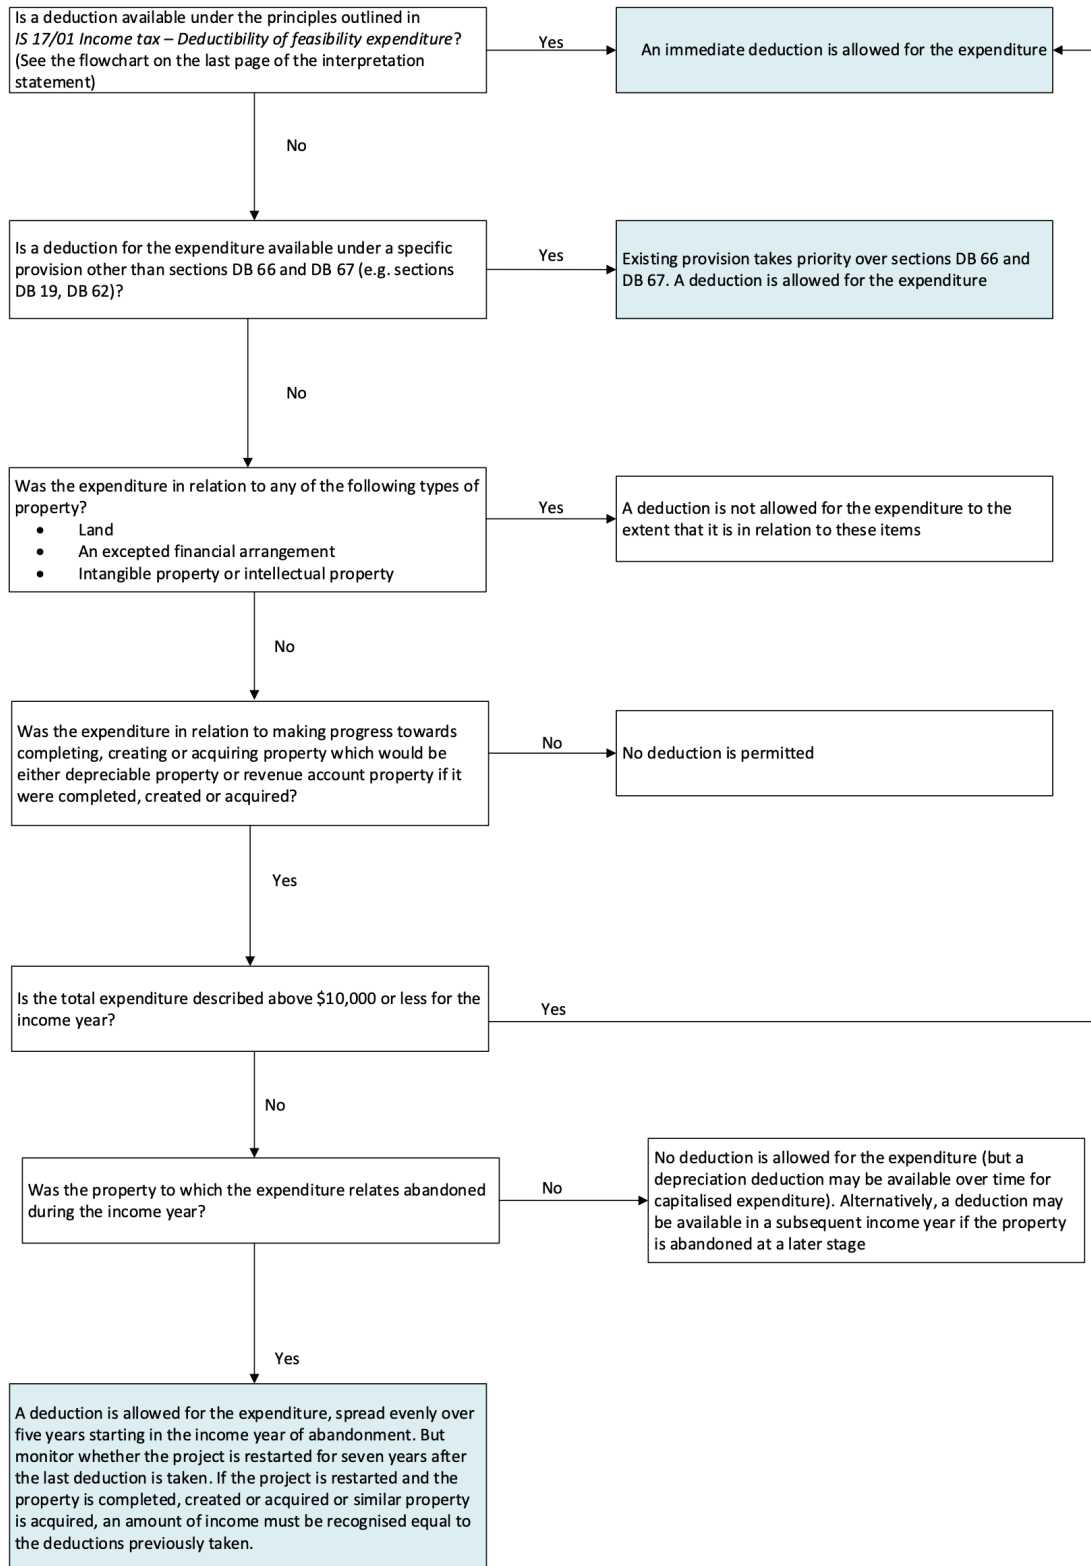 Is a deduction available under the principles outlined in
IS 17/01 Income tax – Deductibility of feasibility expenditure?
(See the flowchart on the last page of the interpretation
statement)
Yes
An immediate deduction is allowed for the expenditure
No
Is a deduction for the expenditure available under a specific
provision other than sections DB 66 and DB 67 (e.g. sections
DB 19, DB 62)?
Yes
Existing provision takes priority over sections DB 66 and
DB 67. A deduction is allowed for the expenditure
No
Was the expenditure in relation to any of the following types of
property?
• Land
• An excepted financial arrangement
• Intangible property or intellectual property
Yes
A deduction is not allowed for the expenditure to the
extent that it is in relation to these items
No
Was the expenditure in relation to making progress towards
completing, creating or acquiring property which would be
either depreciable property or revenue account property if it
were completed, created or acquired?
No
No deduction is permitted
Yes
Is the total expenditure described above $10,000 or less for the
income year?
Yes
No
Was the property to which the expenditure relates abandoned
during the income year?
No
No deduction is allowed for the expenditure (but a
depreciation deduction may be available over time for
capitalised expenditure). Alternatively, a deduction may
be available in a subsequent income year if the property
is abandoned at a later stage
Yes
A deduction is allowed for the expenditure, spread evenly over
five years starting in the income year of abandonment. But
monitor whether the project is restarted for seven years after
the last deduction is taken. If the project is restarted and the
property is completed, created or acquired or similar property
is acquired, an amount of income must be recognised equal to
the deductions previously taken.